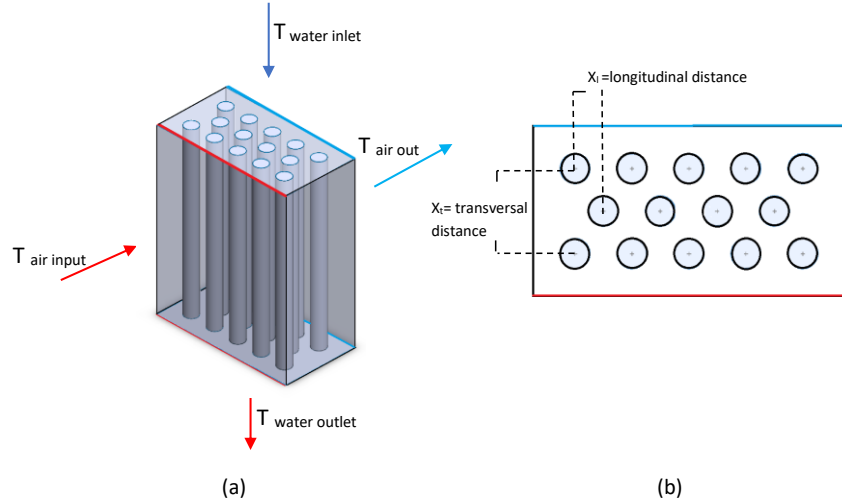 T water inlet
T air out
T air input
T water outlet
(a)
Xl =longitudinal distance
Xt= transversal
distance
(b)